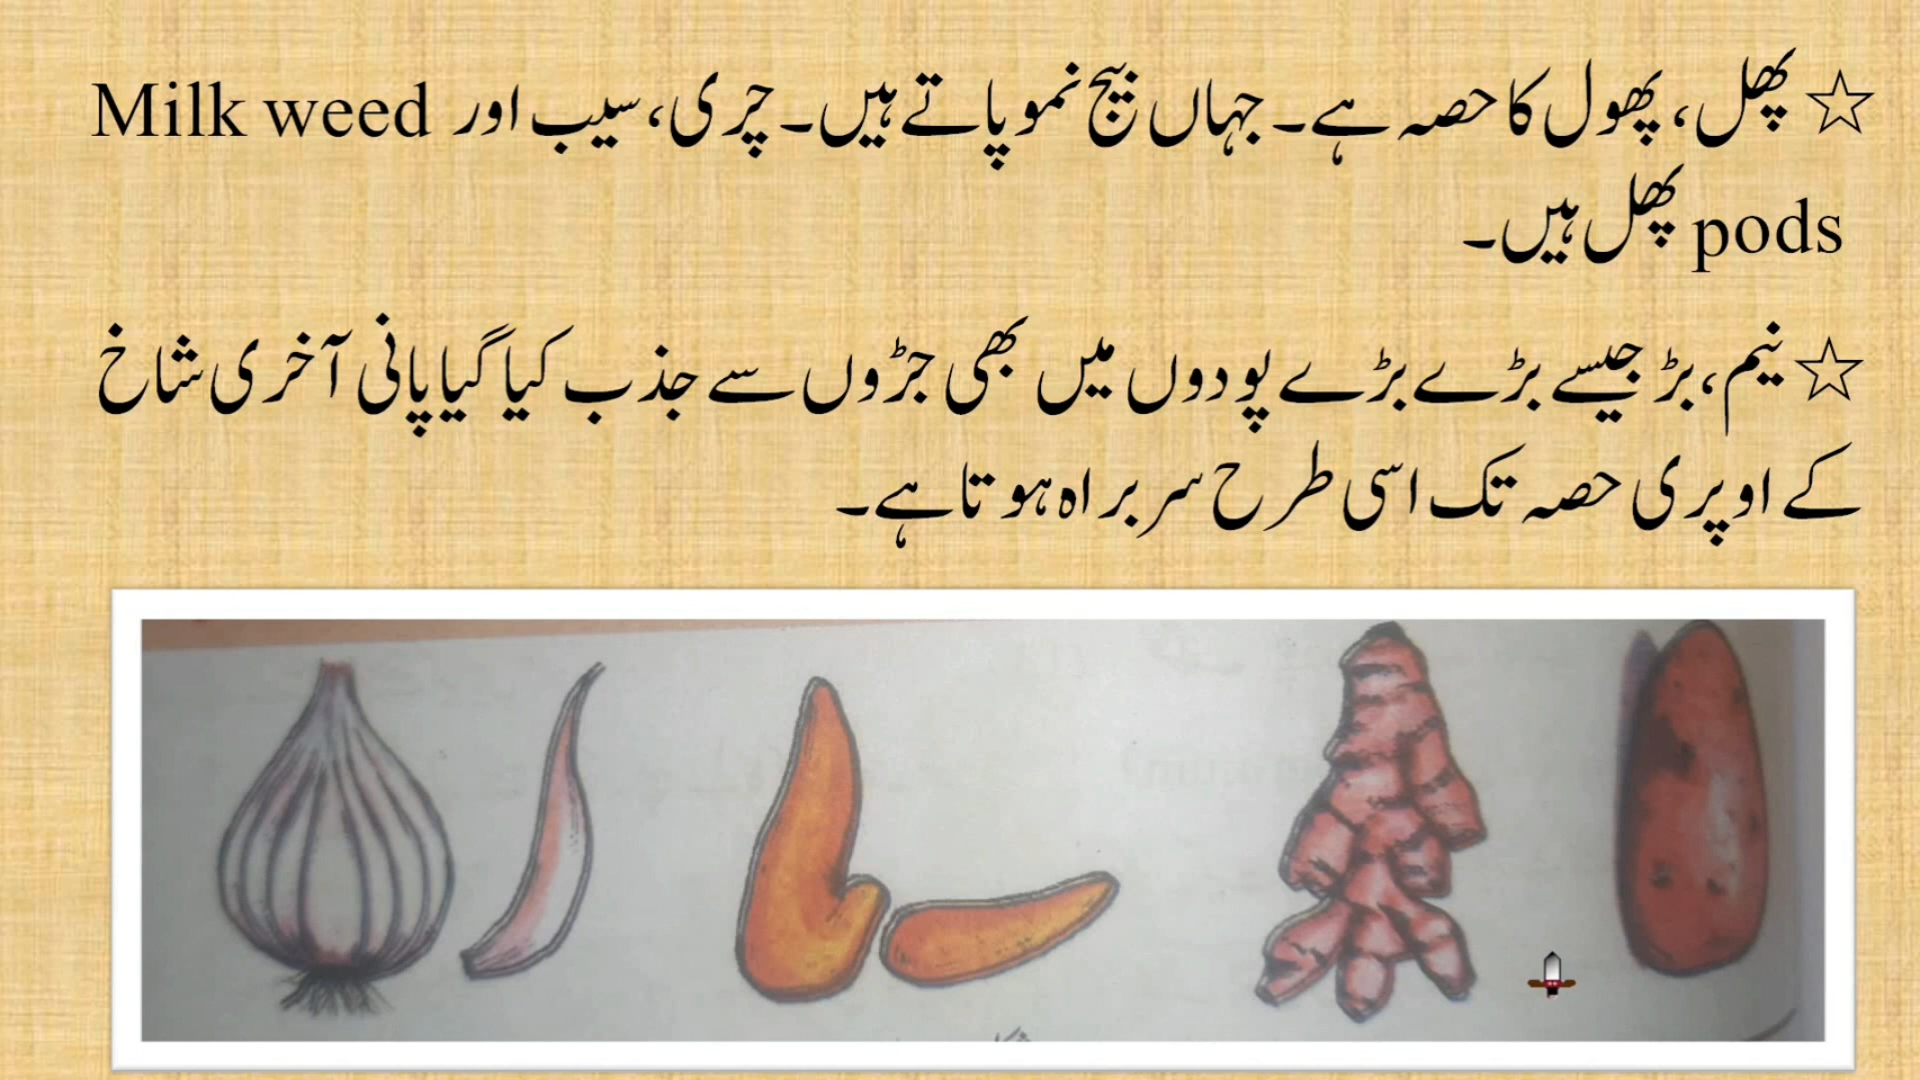 ☆ پھل، پھول کا حصہ ہے۔ جہاں بیج نمو پاتے ہیں۔ چری، سیب اور Milk weed
pods پھل ہیں۔
☆ نیم، بڑ جیسے بڑے بڑے پودوں میں بھی جڑوں سے جذب کیا گیا پانی آخری شاخ
کے اوپری حصہ تک اسی طرح سربراہ ہوتا ہے۔